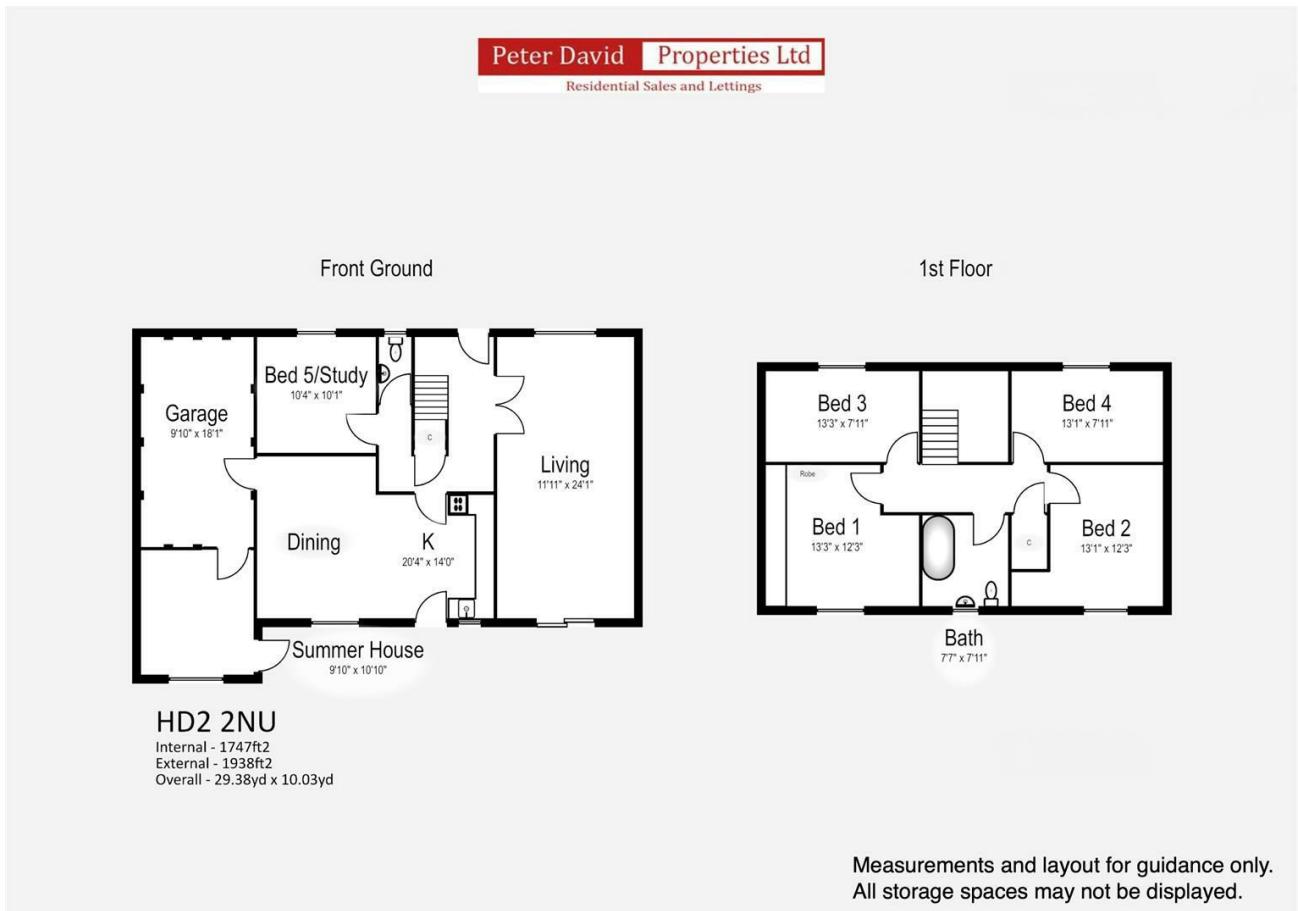 Peter David Properties Ltd
Residential Sales and Lettings
Front Ground
Bed 5/Study
10'4" x 10'1"
Garage
9'10" x 18'1"
C
Living
11'11" x 24'1"
Dining
K
20'4" x 14'0"
Summer House
9'10" x 10'10"
1st Floor
Bed 3
13'3" x 7'11"
Bed 4
13'1" x 7'11"
Robe
Bed 1
13'3" x 12'3"
C
Bed 2
13'1" x 12'3"
Bath
7'7" x 7'11"
HD2 2NU
Internal - 1747ft2
External - 1938ft2
Overall - 29.38yd x 10.03yd
Measurements and layout for guidance only.
All storage spaces may not be displayed.